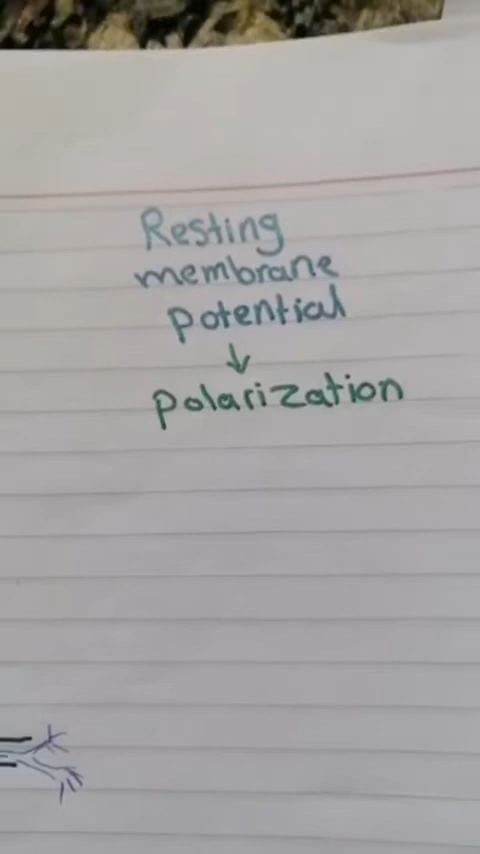 Resting
membrane
potential
↓
polarization